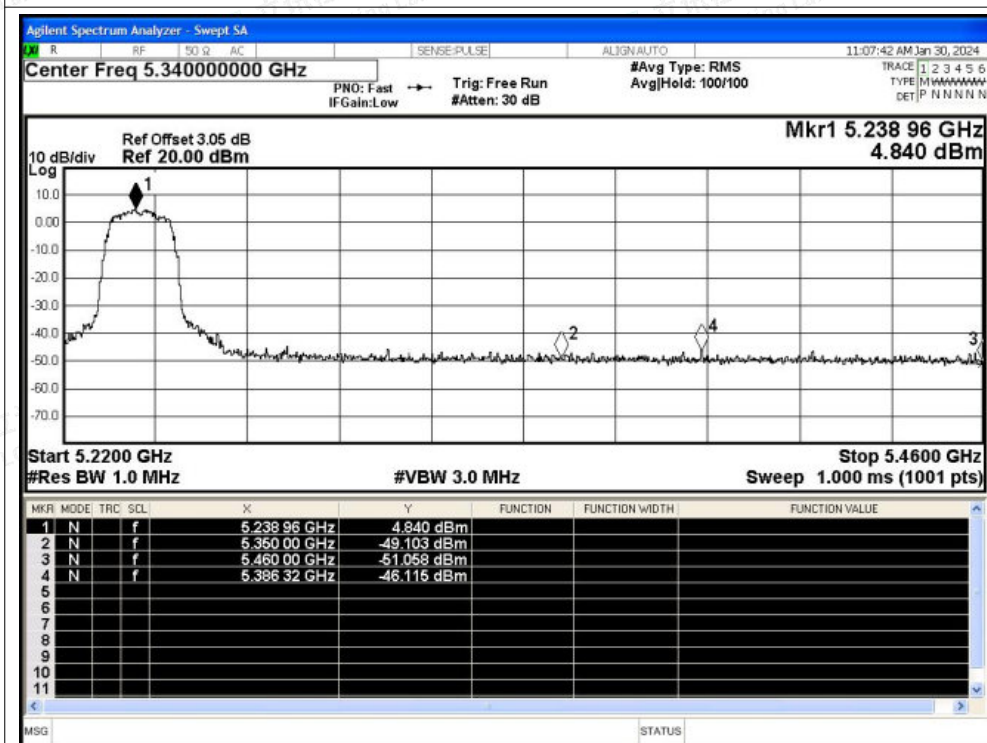 Agilent Spectrum Analyzer - Swept SA
R RF 50 Ω AC SENSE:PULSE ALIGN AUTO 11:07:42 AM Jan 30, 2024
Center Freq 5.340000000 GHz
PNO: Fast
IFGain:Low
Trig: Free Run
#Atten: 30 dB
#Avg Type: RMS
Avg|Hold: 100/100
TRACE 1 2 3 4 5 6
TYPE M
DET P N N N N N
Mkr1 5.238 96 GHz
4.840 dBm
Ref Offset 3.05 dB
10 dB/div Ref 20.00 dBm
Log
10.0
0.00
-10.0
-20.0
-30.0
-40.0
-50.0
-60.0
-70.0
1
2
4
3
Start 5.2200 GHz Stop 5.4600 GHz
#Res BW 1.0 MHz #VBW 3.0 MHz Sweep 1.000 ms (1001 pts)
MKR MODE TRC SCL X Y FUNCTION FUNCTION WIDTH FUNCTION VALUE
1 N f 5.238 96 GHz 4.840 dBm
2 N f 5.350 00 GHz -49.103 dBm
3 N f 5.460 00 GHz -51.058 dBm
4 N f 5.386 32 GHz -46.115 dBm
5
6
7
8
9
10
11
MSG STATUS